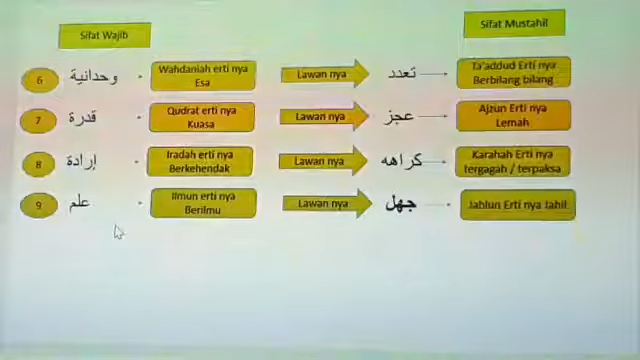 Sifat Wajib
Sifat Mustahil
6 وحدانية - Wahdaniah erti nya Lawan nya تعدد Ta'addud Erti nya
Esa Berbilang bilang
7 قدرة - Qudrat erti nya Lawan nya عجز Ajzun Erti nya
Kuasa Lemah
8 إرادة - Iradah erti nya Lawan nya كراهه Karahah Erti nya
Berkehendak tergagah / terpaksa
9 علم - Ilmun erti nya Lawan nya جهل Jahlun Erti nya Jahil
Berilmu